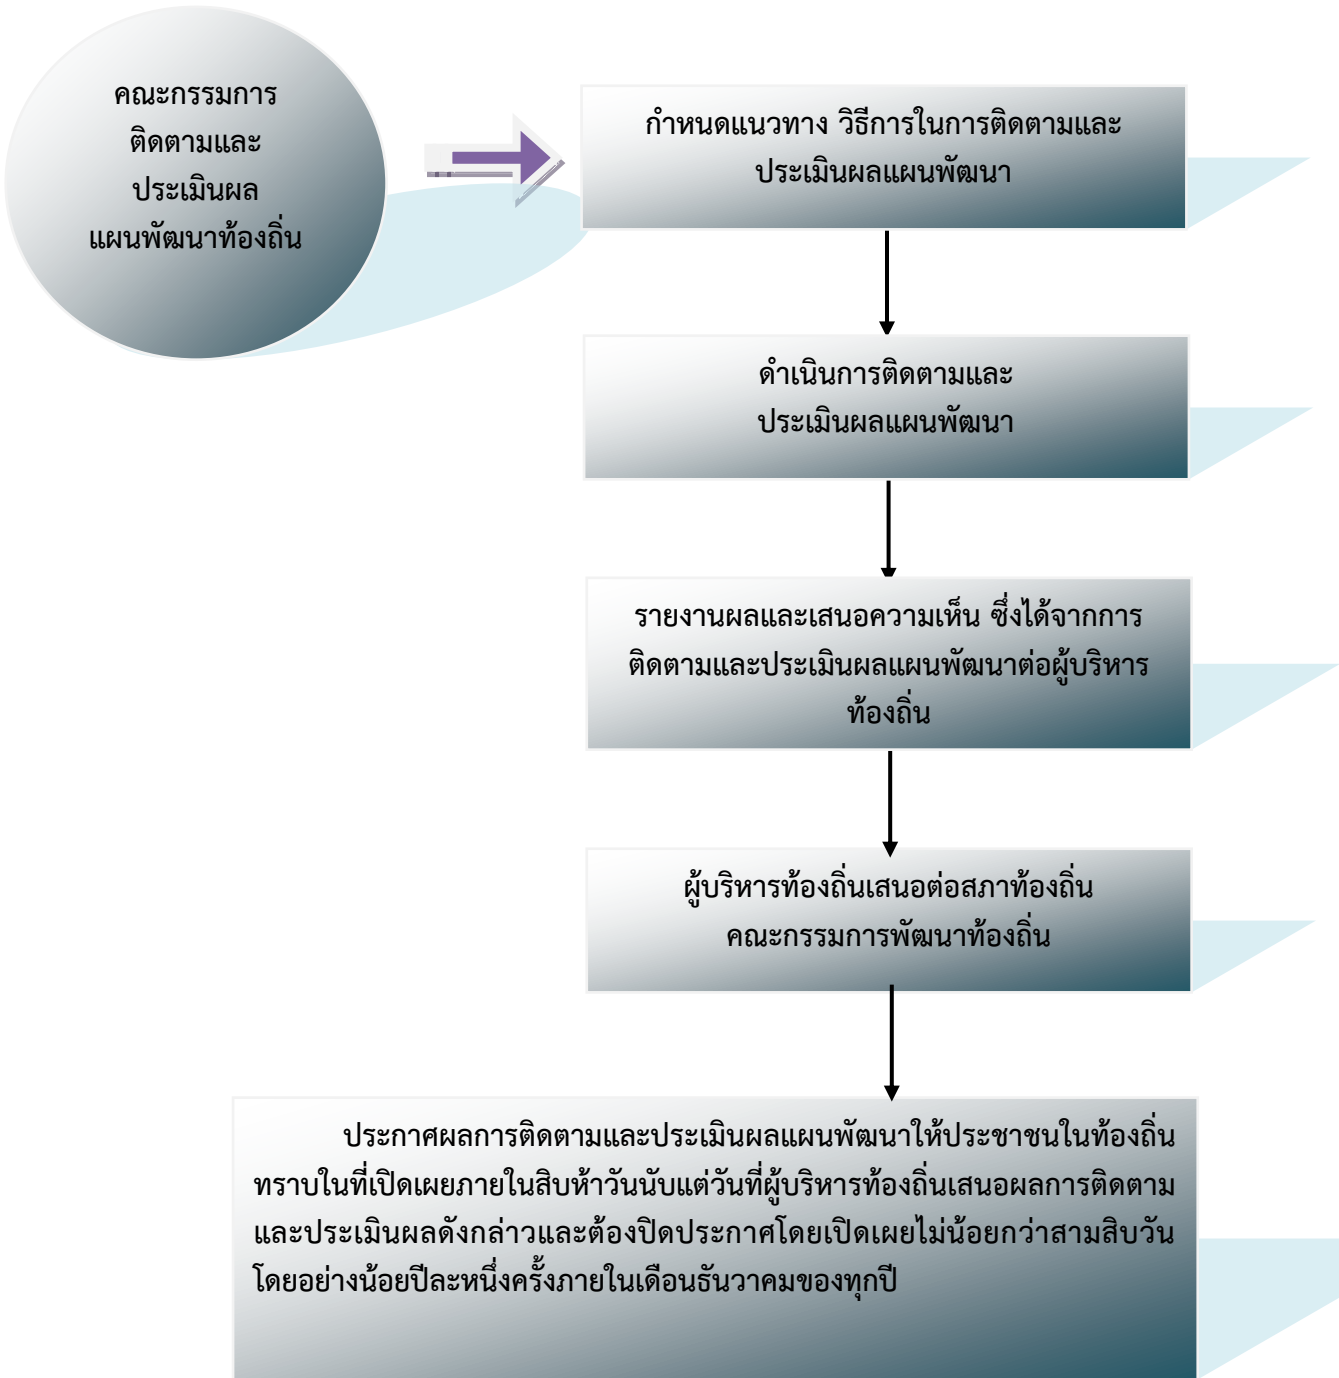 คณะกรรมการ
ติดตามและ
ประเมินผล
แผนพัฒนาท้องถิ่น
กำหนดแนวทาง วิธีการในการติดตามและ
ประเมินผลแผนพัฒนา
ดำเนินการติดตามและ
ประเมินผลแผนพัฒนา
รายงานผลและเสนอความเห็น ซึ่งได้จากการ
ติดตามและประเมินผลแผนพัฒนาต่อผู้บริหาร
ท้องถิ่น
ผู้บริหารท้องถิ่นเสนอต่อสภาท้องถิ่น
คณะกรรมการพัฒนาท้องถิ่น
ประกาศผลการติดตามและประเมินผลแผนพัฒนาให้ประชาชนในท้องถิ่น
ทราบในที่เปิดเผยภายในสิบห้าวันนับแต่วันที่ผู้บริหารท้องถิ่นเสนอผลการติดตาม
และประเมินผลดังกล่าวและต้องปิดประกาศโดยเปิดเผยไม่น้อยกว่าสามสิบวัน
โดยอย่างน้อยปีละหนึ่งครั้งภายในเดือนธันวาคมของทุกปี